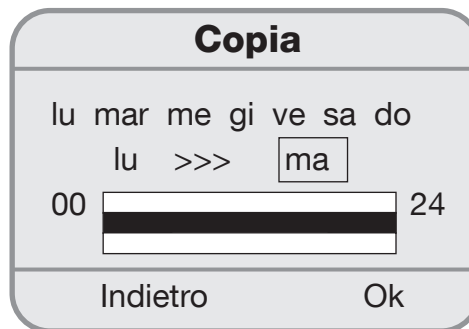 Copia
lu mar me gi ve sa do
lu >>> ma
00 24
Indietro Ok